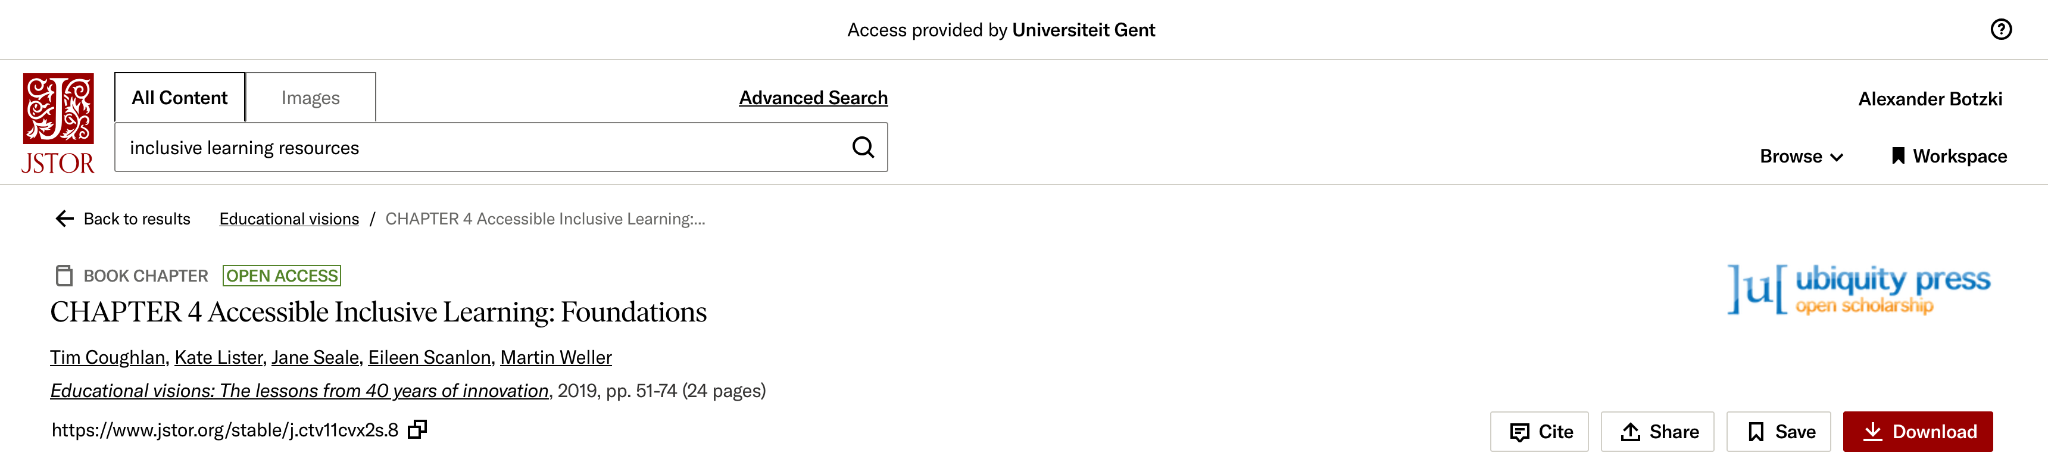 Access provided by Universiteit Gent
JSTOR
All Content
Images
Advanced Search
Alexander Botzki
inclusive learning resources
Browse
Workspace
Back to results
Educational visions / CHAPTER 4 Accessible Inclusive Learning:...
BOOK CHAPTER OPEN ACCESS
]u[ ubiquity press
open scholarship
CHAPTER 4 Accessible Inclusive Learning: Foundations
Tim Coughlan, Kate Lister, Jane Seale, Eileen Scanlon, Martin Weller
Educational visions: The lessons from 40 years of innovation, 2019, pp. 51-74 (24 pages)
https://www.jstor.org/stable/j.ctv11cvx2s.8
Cite
Share
Save
Download